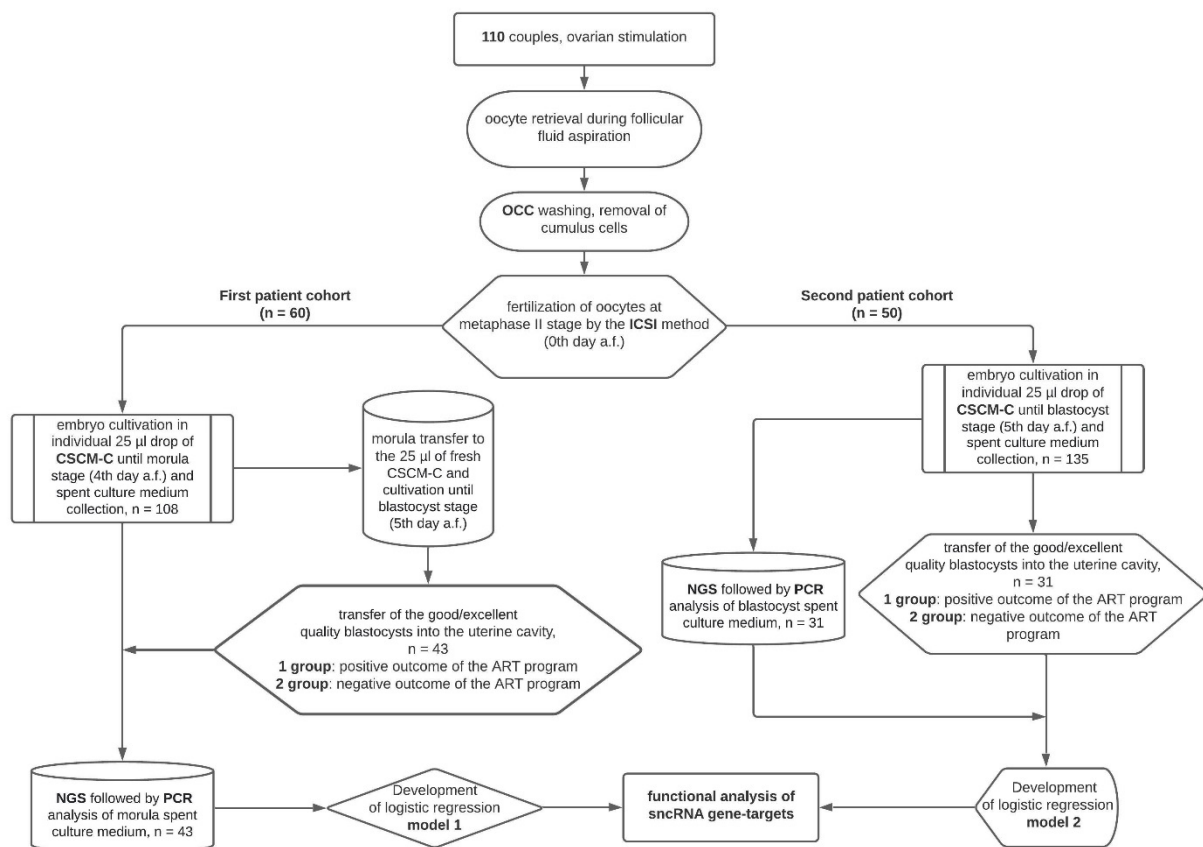 110 couples, ovarian stimulation
oocyte retrieval during follicular
fluid aspiration
OCC washing, removal of
cumulus cells
First patient cohort
(n = 60)
fertilization of oocytes at
metaphase II stage by the ICSI method
(0th day a.f.)
Second patient cohort
(n = 50)
embryo cultivation in
individual 25 µl drop of
CSCM-C until morula
stage (4th day a.f.) and
spent culture medium
collection, n = 108
morula transfer to
the 25 µl of fresh
CSCM-C and
cultivation until
blastocyst stage
(5th day a.f.)
embryo cultivation in
individual 25 µl drop of
CSCM-C until blastocyst
stage (5th day a.f.) and
spent culture medium
collection, n = 135
transfer of the good/excellent
quality blastocysts into the uterine cavity,
n = 43
1 group: positive outcome of the ART program
2 group: negative outcome of the ART program
NGS followed by PCR
analysis of blastocyst spent
culture medium, n = 31
transfer of the good/excellent
quality blastocysts into the uterine cavity,
n = 31
1 group: positive outcome of the ART program
2 group: negative outcome of the ART
program
NGS followed by PCR
analysis of morula spent
culture medium, n = 43
Development
of logistic regression
model 1
functional analysis of
sncRNA gene-targets
Development
of logistic regression
model 2